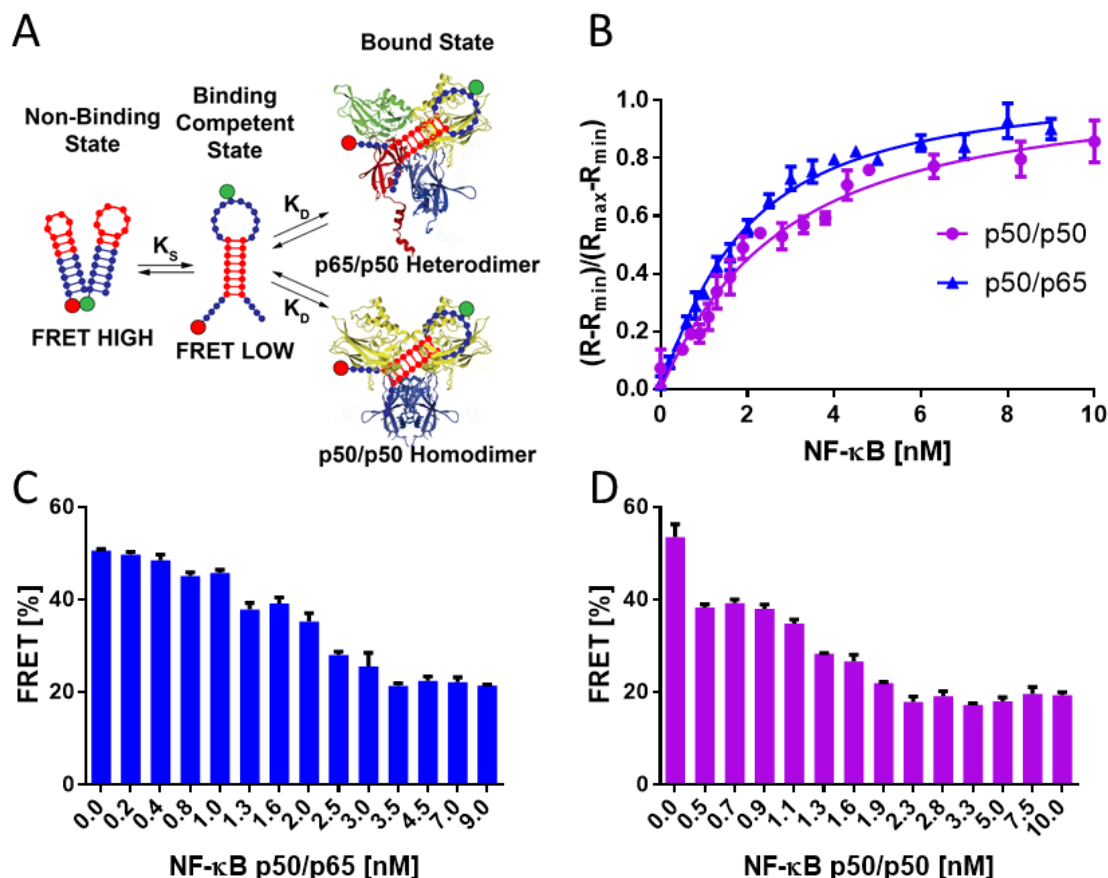 A
Non-Binding
State
Binding
Competent
State
Bound State
K_S
K_D
K_D
FRET HIGH
FRET LOW
p65/p50 Heterodimer
p50/p50 Homodimer
B
(R-R_min)/(R_max-R_min)
1.0
0.8
0.6
0.4
0.2
0.0
p50/p50
p50/p65
0 2 4 6 8 10
NF-κB [nM]
C
FRET [%]
60
40
20
0
0.0 0.2 0.4 0.8 1.0 1.3 1.6 2.0 2.5 3.0 3.5 4.5 7.0 9.0
NF-κB p50/p65 [nM]
D
FRET [%]
60
40
20
0
0.0 0.5 0.7 0.9 1.1 1.3 1.6 1.9 2.3 2.8 3.3 5.0 7.5 10.0
NF-κB p50/p50 [nM]